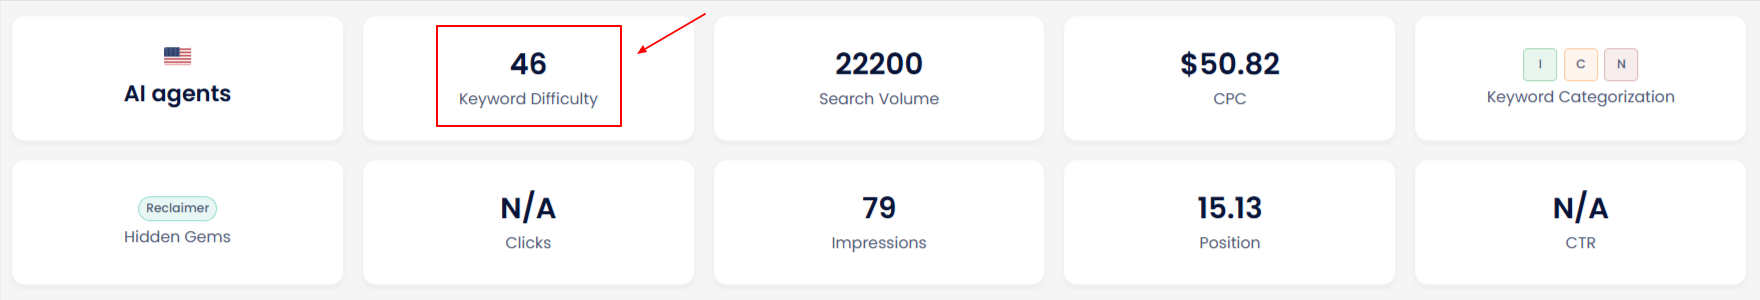 AI agents
46
Keyword Difficulty
22200
Search Volume
$50.82
CPC
I C N
Keyword Categorization
Reclaimer
Hidden Gems
N/A
Clicks
79
Impressions
15.13
Position
N/A
CTR